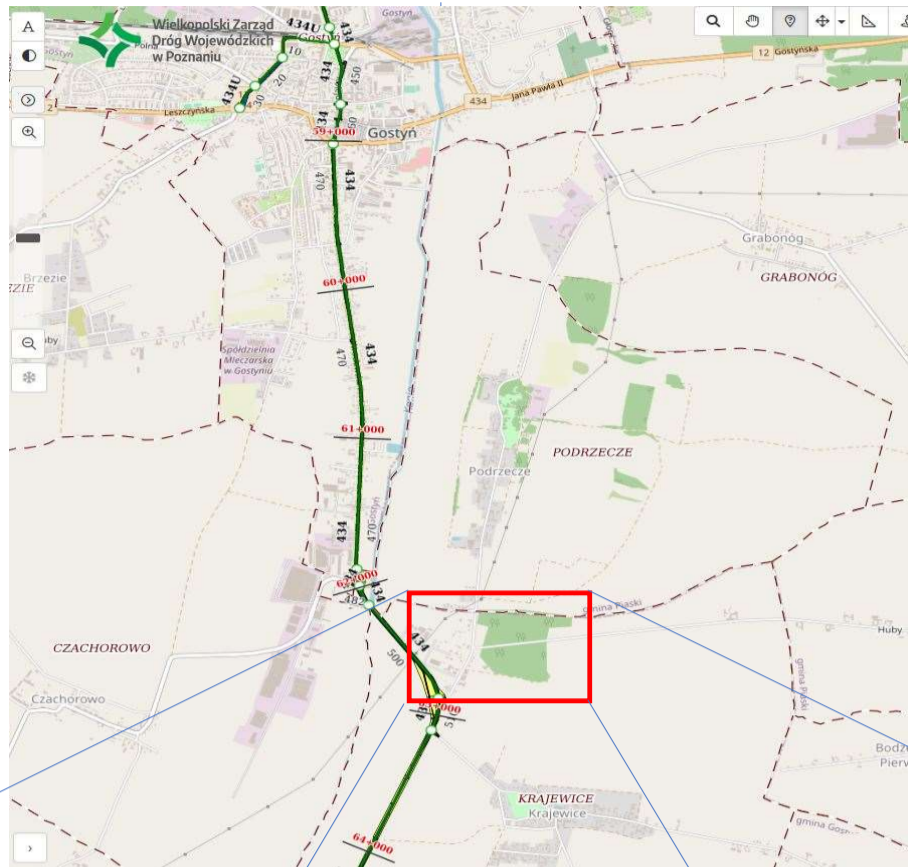 A
Wielkopolski Zarząd
Dróg Wojewódzkich
w Poznaniu
434U
434
Gostyń
10
20
30
434U
434
450
Leszczyńska
2
434
Jana Pawła II
12 Gostyńska
59+000
Gostyń
470
434
Brzezie
Grabonóg
GRABONÓG
60+000
Spółdzielnia
Mleczarska
w Gostyniu
470
434
61+000
PODRZECZE
Podrzecze
434
470
Gostyń
62+000
434
482
gmina Piaski
Huby
CZACHOROWO
434
500
gmina Piaski
Czachorowo
KRAJEWICE
Krajewice
64+000